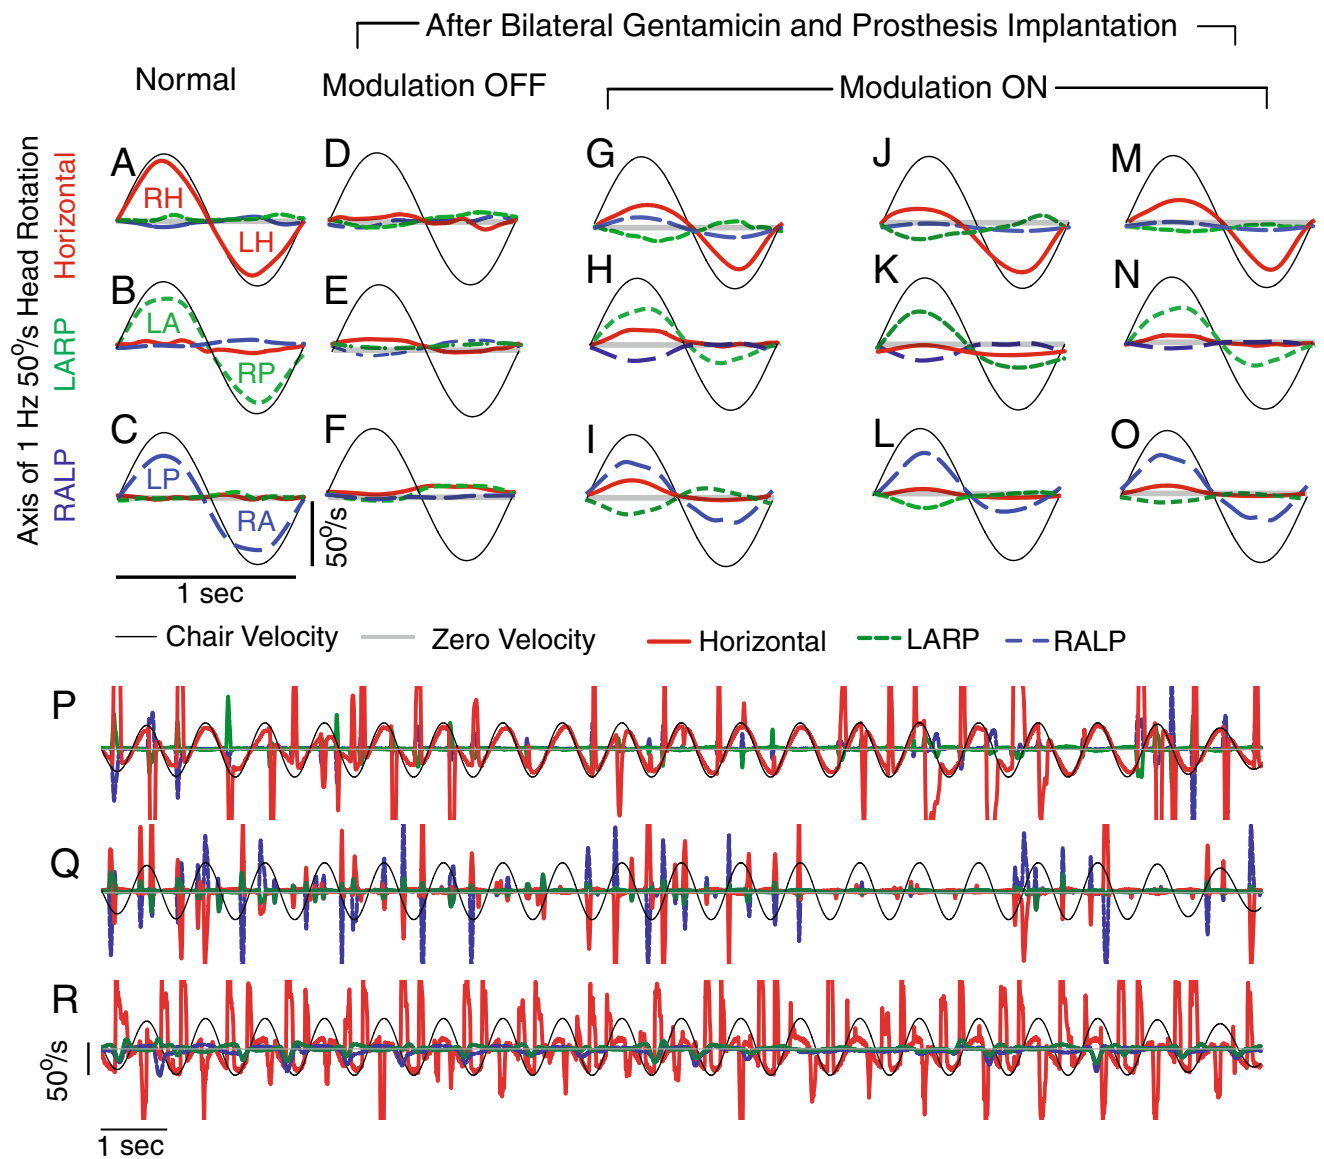 After Bilateral Gentamicin and Prosthesis Implantation
Normal
Modulation OFF
Modulation ON
Axis of 1 Hz 50°/s Head Rotation
Horizontal
LARP
RALP
A
RH
LH
D
G
J
M
B
LA
RP
E
H
K
N
C
LP
RA
F
I
L
O
50°/s
1 sec
Chair Velocity
Zero Velocity
Horizontal
LARP
RALP
P
Q
R
50°/s
1 sec